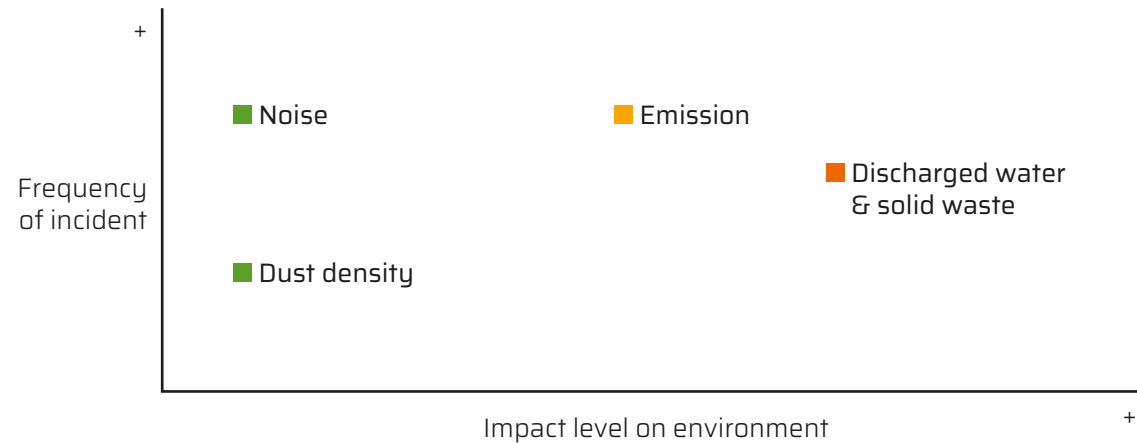 +
Noise
Emission
Discharged water
& solid waste
Frequency
of incident
Dust density
Impact level on environment
+